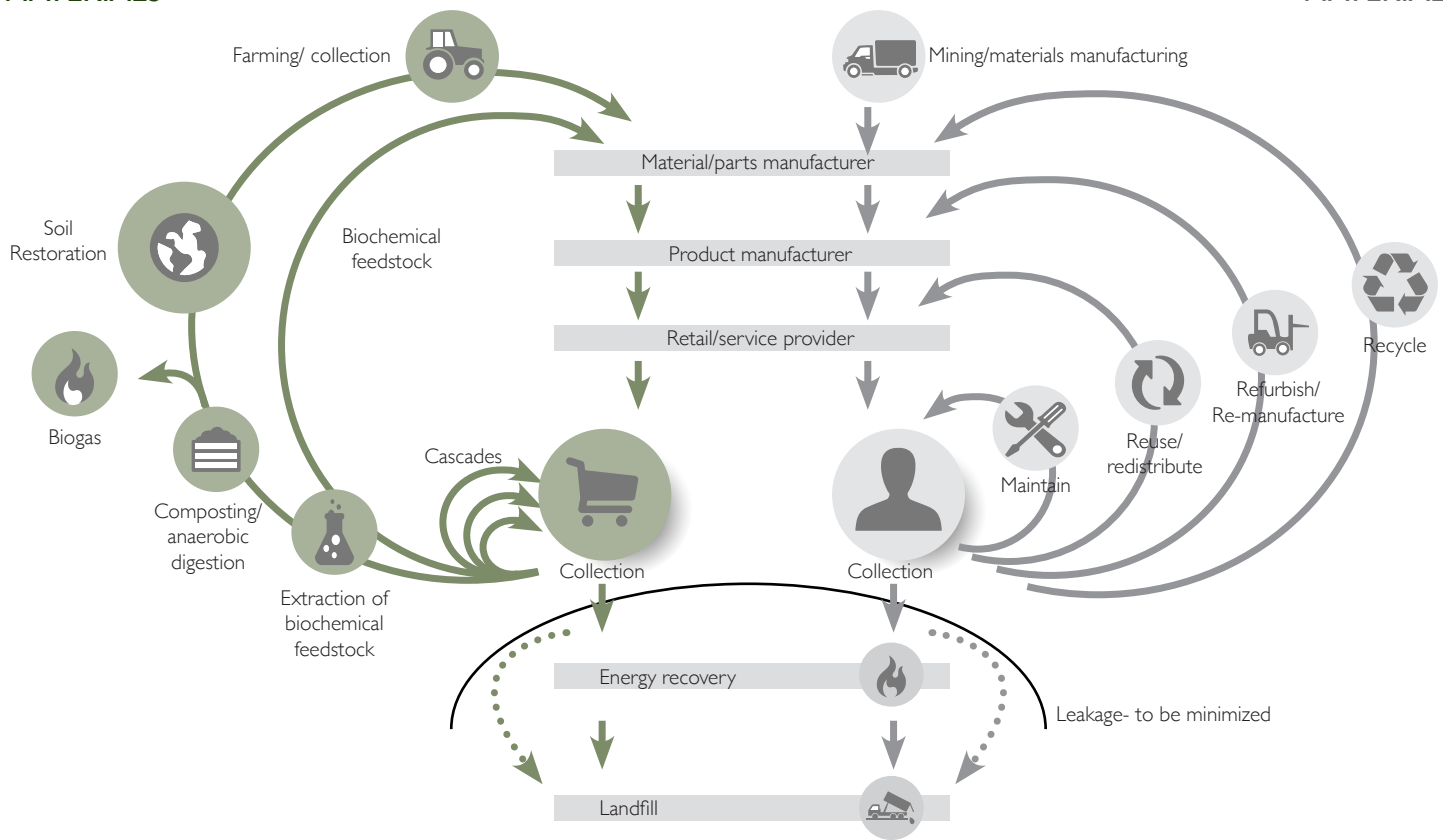 Farming/ collection
Mining/materials manufacturing
Material/parts manufacturer
Soil
Restoration
Biochemical
feedstock
Product manufacturer
Retail/service provider
Recycle
Refurbish/
Re-manufacture
Biogas
Reuse/
redistribute
Cascades
Maintain
Composting/
anaerobic
digestion
Collection
Collection
Extraction of
biochemical
feedstock
Energy recovery
Leakage- to be minimized
Landfill